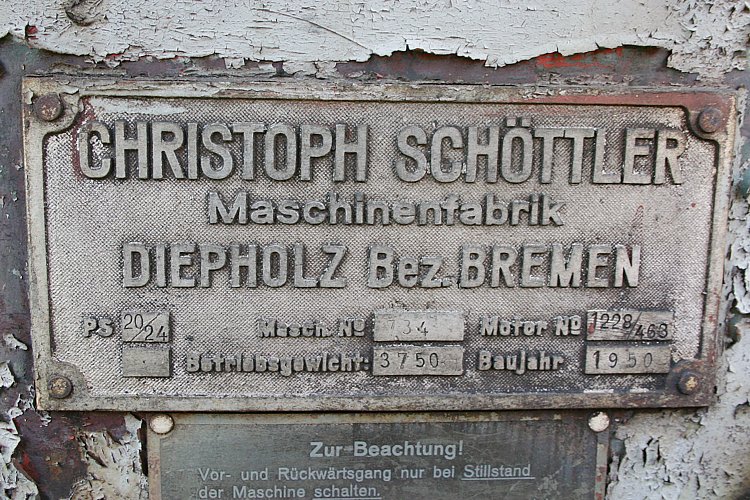 CHRISTOPH SCHÖTTLER
Maschinenfabrik
DIEPHOLZ Bez. BREMEN
PS 20/24 Masch. No 734 Motor No 1228/463
Betriebsgewicht: 3750 Baujahr 1950
Zur Beachtung!
Vor- und Rückwärtsgang nur bei Stillstand
der Maschine schalten.